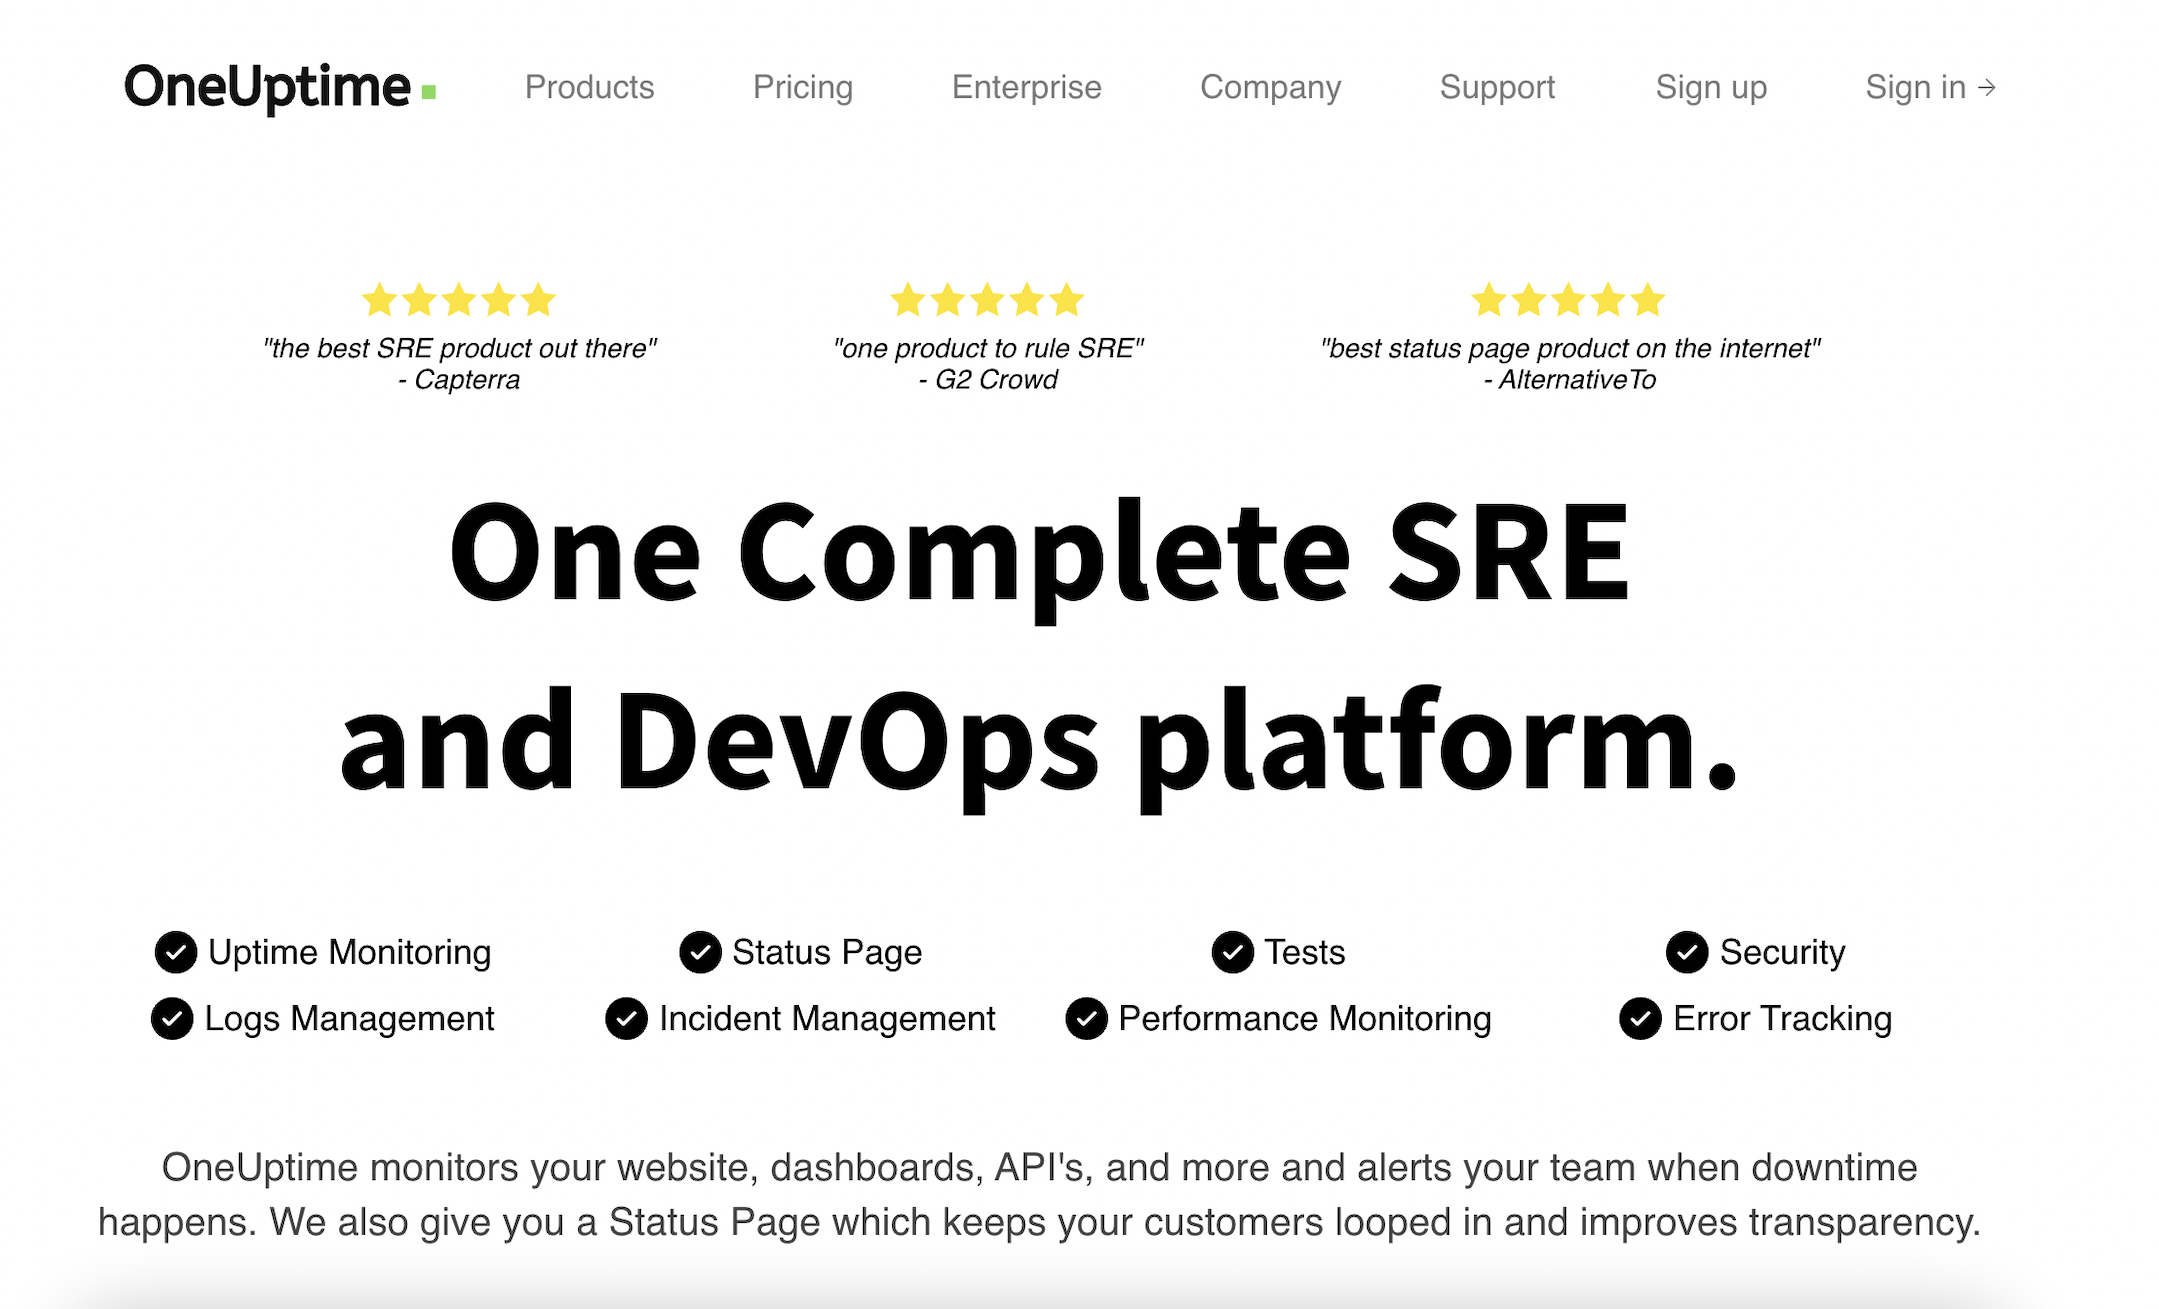 OneUptime
Products Pricing Enterprise Company Support Sign up Sign in →
"the best SRE product out there"
- Capterra
"one product to rule SRE"
- G2 Crowd
"best status page product on the internet"
- AlternativeTo
One Complete SRE
and DevOps platform.
Uptime Monitoring Status Page Tests Security
Logs Management Incident Management Performance Monitoring Error Tracking
OneUptime monitors your website, dashboards, API's, and more and alerts your team when downtime
happens. We also give you a Status Page which keeps your customers looped in and improves transparency.